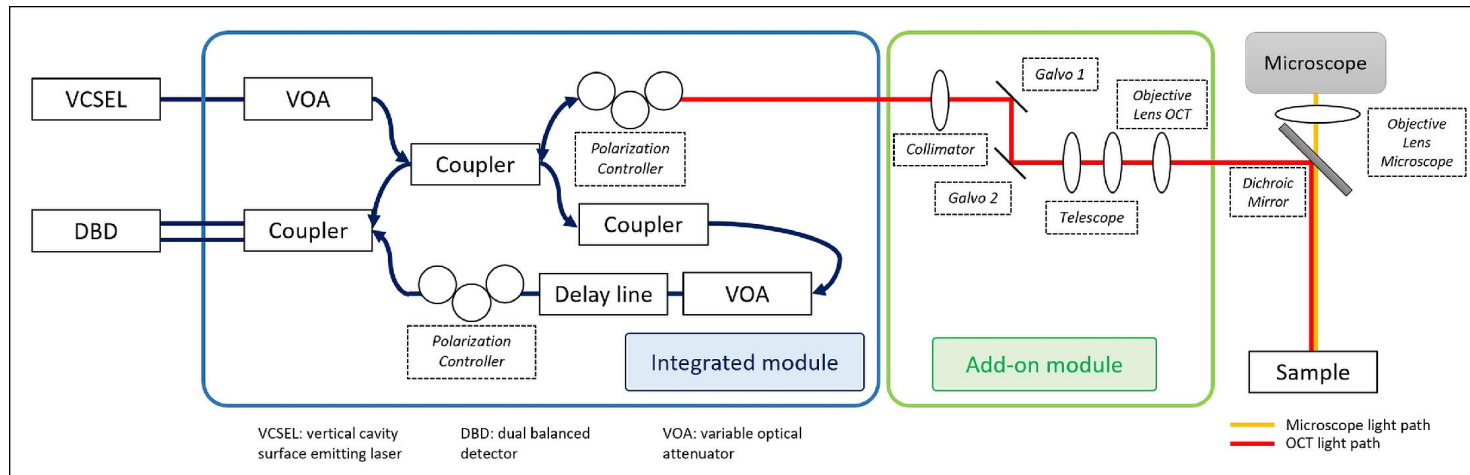 VCSEL
VOA
Polarization
Controller
Coupler
DBD
Coupler
Coupler
Polarization
Controller
Delay line
VOA
Integrated module
Collimator
Galvo 1
Galvo 2
Telescope
Objective
Lens OCT
Add-on module
Microscope
Objective
Lens
Microscope
Dichroic
Mirror
Sample
VCSEL: vertical cavity
surface emitting laser
DBD: dual balanced
detector
VOA: variable optical
attenuator
Microscope light path
OCT light path